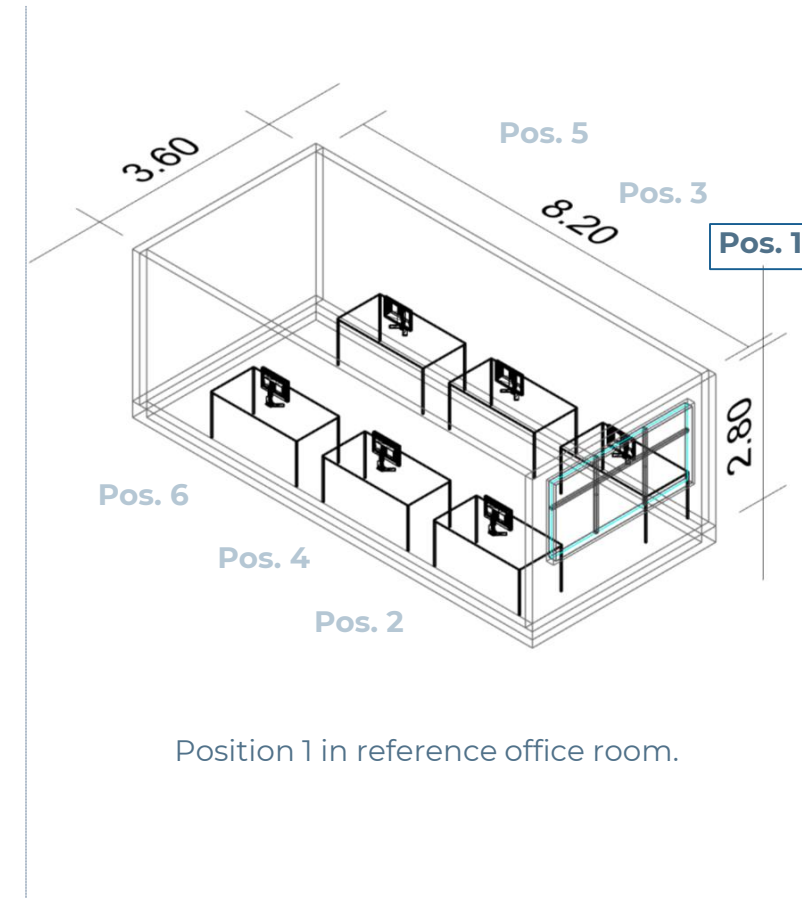 Pos. 5
3.60
Pos. 3
8.20
Pos. 1
2.80
Pos. 6
Pos. 4
Pos. 2
Position 1 in reference office room.